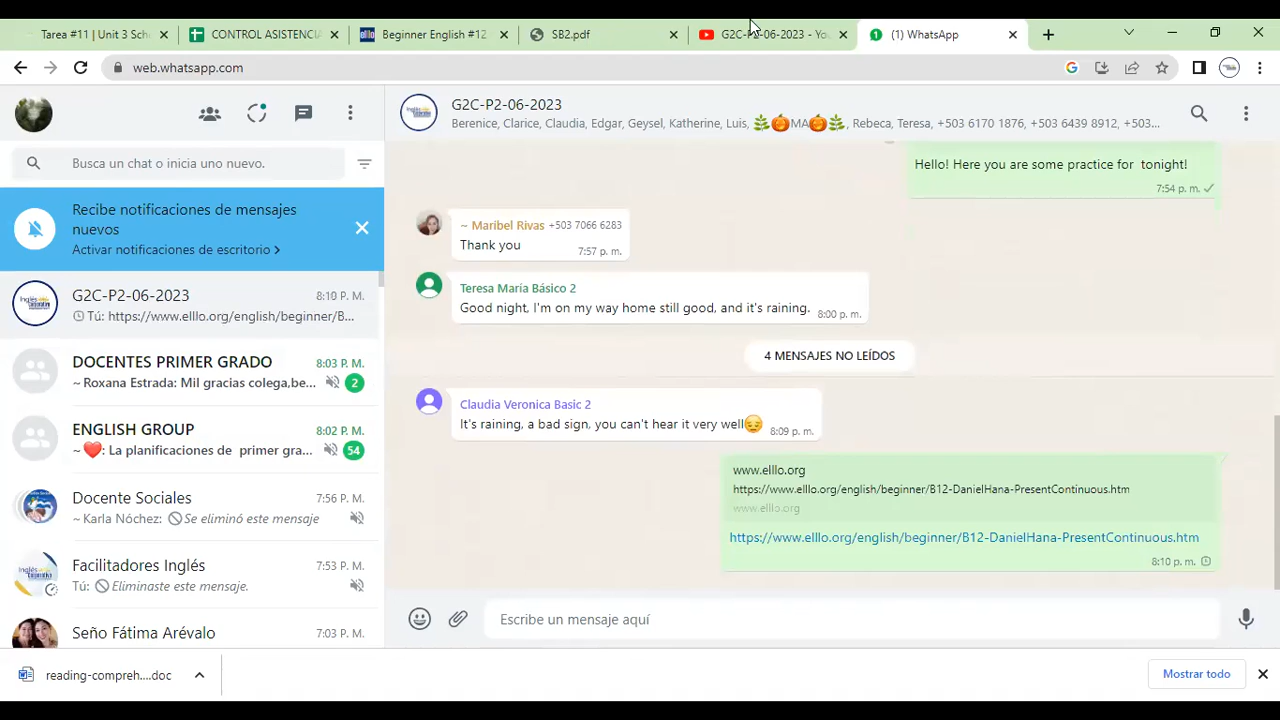 Tarea #11 | Unit 3 Sch
CONTROL ASISTENCIA
elllo Beginner English #12
SB2.pdf
G2C-P2-06-2023 - You
(1) WhatsApp
web.whatsapp.com
G2C-P2-06-2023
Berenice, Clarice, Claudia, Edgar, Geysel, Katherine, Luis, 🌿🎃MA🎃🌿, Rebeca, Teresa, +503 6170 1876, +503 6439 8912, +503...
Busca un chat o inicia uno nuevo.
Recibe notificaciones de mensajes
nuevos
Activar notificaciones de escritorio >
G2C-P2-06-2023 8:10 P. M.
Tú: https://www.elllo.org/english/beginner/B...
DOCENTES PRIMER GRADO 8:03 P. M.
~ Roxana Estrada: Mil gracias colega,be... 2
ENGLISH GROUP 8:02 P. M.
~ ❤️: La planificaciones de primer gra... 54
Docente Sociales 7:56 P. M.
~ Karla Nóchez: Se eliminó este mensaje
Facilitadores Inglés 7:53 P. M.
Tú: Eliminaste este mensaje.
Seño Fátima Arévalo 7:03 P. M.
Hello! Here you are some practice for tonight!
7:54 p. m.
~ Maribel Rivas +503 7066 6283
Thank you 7:57 p. m.
Teresa María Básico 2
Good night, I'm on my way home still good, and it's raining. 8:00 p. m.
4 MENSAJES NO LEÍDOS
Claudia Veronica Basic 2
It's raining, a bad sign, you can't hear it very well😔 8:09 p. m.
www.elllo.org
https://www.elllo.org/english/beginner/B12-DanielHana-PresentContinuous.htm
www.elllo.org
https://www.elllo.org/english/beginner/B12-DanielHana-PresentContinuous.htm
8:10 p. m.
Escribe un mensaje aquí
reading-compreh....doc
Mostrar todo